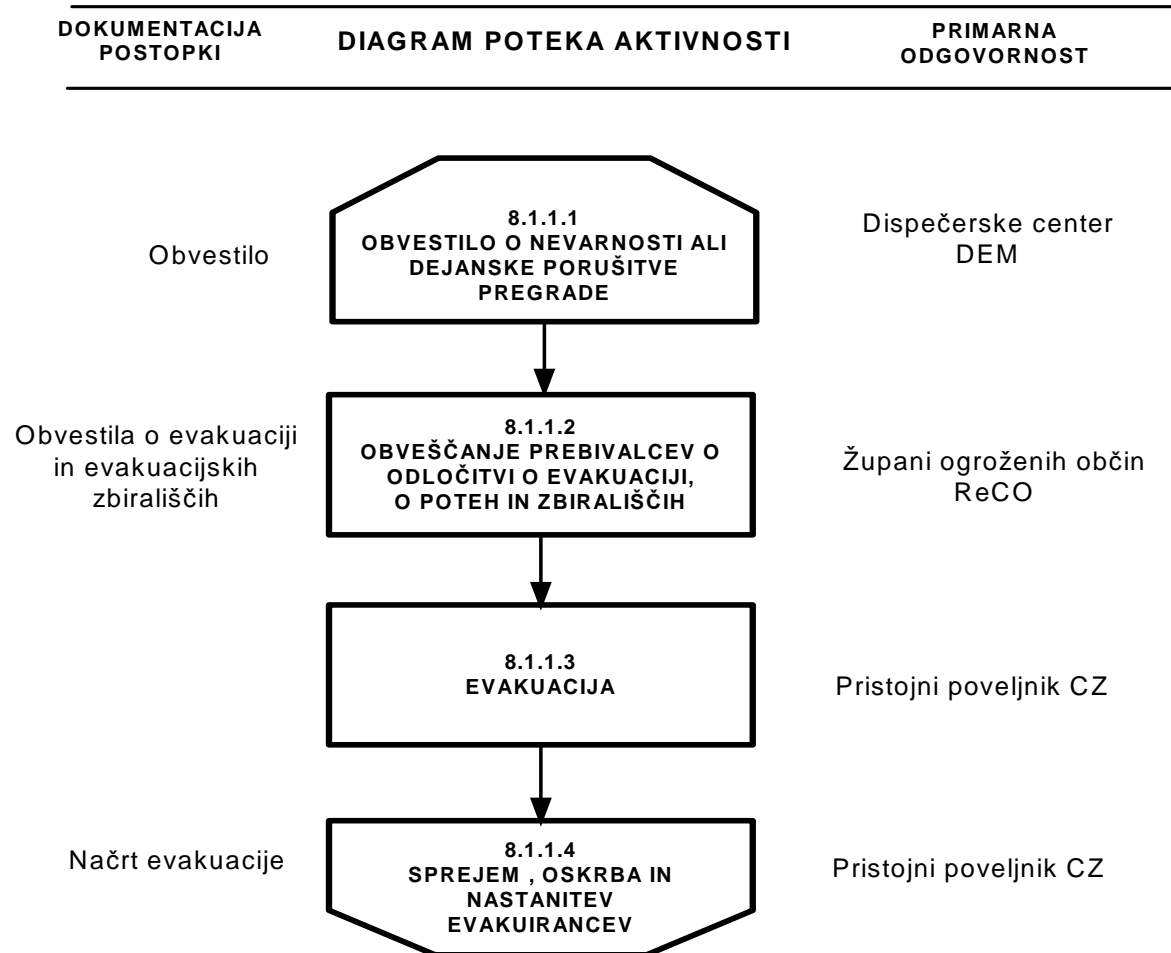 DOKUMENTACIJA
POSTOPKI
DIAGRAM POTEKA AKTIVNOSTI
PRIMARNA
ODGOVORNOST
Obvestilo
8.1.1.1
OBVESTILO O NEVARNOSTI ALI
DEJANSKE PORUŠITVE
PREGRADE
Dispečerske center
DEM
Obvestila o evakuaciji
in evakuacijskih
zbirališčih
8.1.1.2
OBVEŠČANJE PREBIVALCEV O
ODLOČITVI O EVAKUACIJI,
O POTEH IN ZBIRALIŠČIH
Župani ogroženih občin
ReCO
8.1.1.3
EVAKUACIJA
Pristojni poveljnik CZ
Načrt evakuacije
8.1.1.4
SPREJEM , OSKRBA IN
NASTANITEV
EVAKUIRANCEV
Pristojni poveljnik CZ